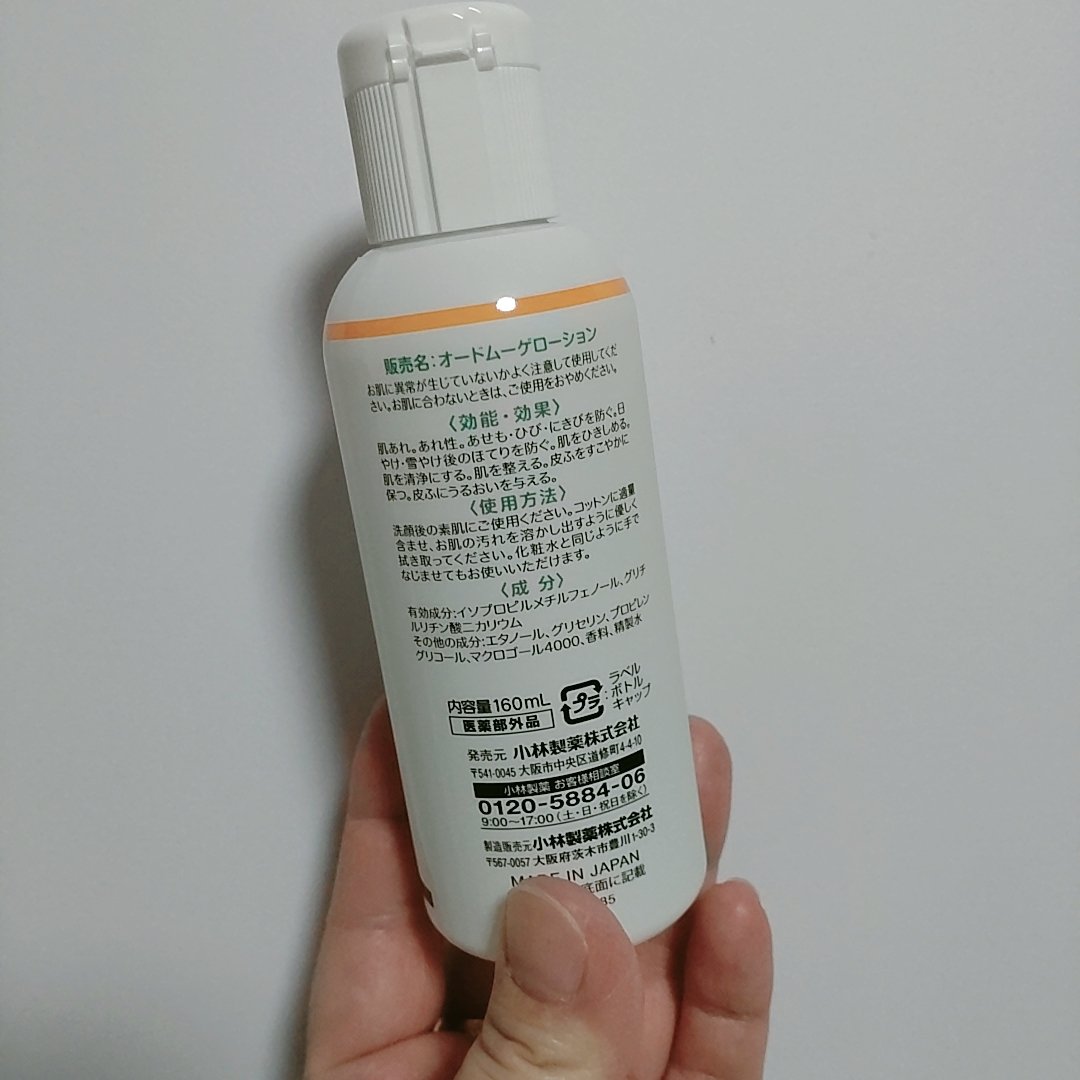 販売名:オードムーゲローション
お肌に異常が生じていないかよく注意して使用してくだ
さい。お肌に合わないときは、ご使用をおやめください。
〈効能・効果〉
肌あれ。あれ性。あせも・ひび・にきびを防ぐ。日
やけ・雪やけ後のほてりを防ぐ。肌をひきしめる。
肌を清浄にする。肌を整える。皮ふをすこやかに
保つ。皮ふにうるおいを与える。
〈使用方法〉
洗顔後の素肌にご使用ください。コットンに適量
含ませ、お肌の汚れを溶かし出すように優しく
拭き取ってください。化粧水と同じように手で
なじませてもお使いいただけます。
〈成分〉
有効成分:イソプロピルメチルフェノール、グリチ
ルリチン酸二カリウム
その他の成分:エタノール、グリセリン、プロピレン
グリコール、マクロゴール4000、香料、精製水
内容量160mL
医薬部外品
プラ
:ラベル
ボトル
キャップ
発売元 小林製薬株式会社
〒541-0045 大阪市中央区道修町4-4-10
小林製薬 お客様相談室
0120-5884-06
9:00〜17:00(土・日・祝日を除く)
製造販売元 小林製薬株式会社
〒567-0057 大阪府茨木市豊川1-30-3
MADE IN JAPAN
底面に記載
35